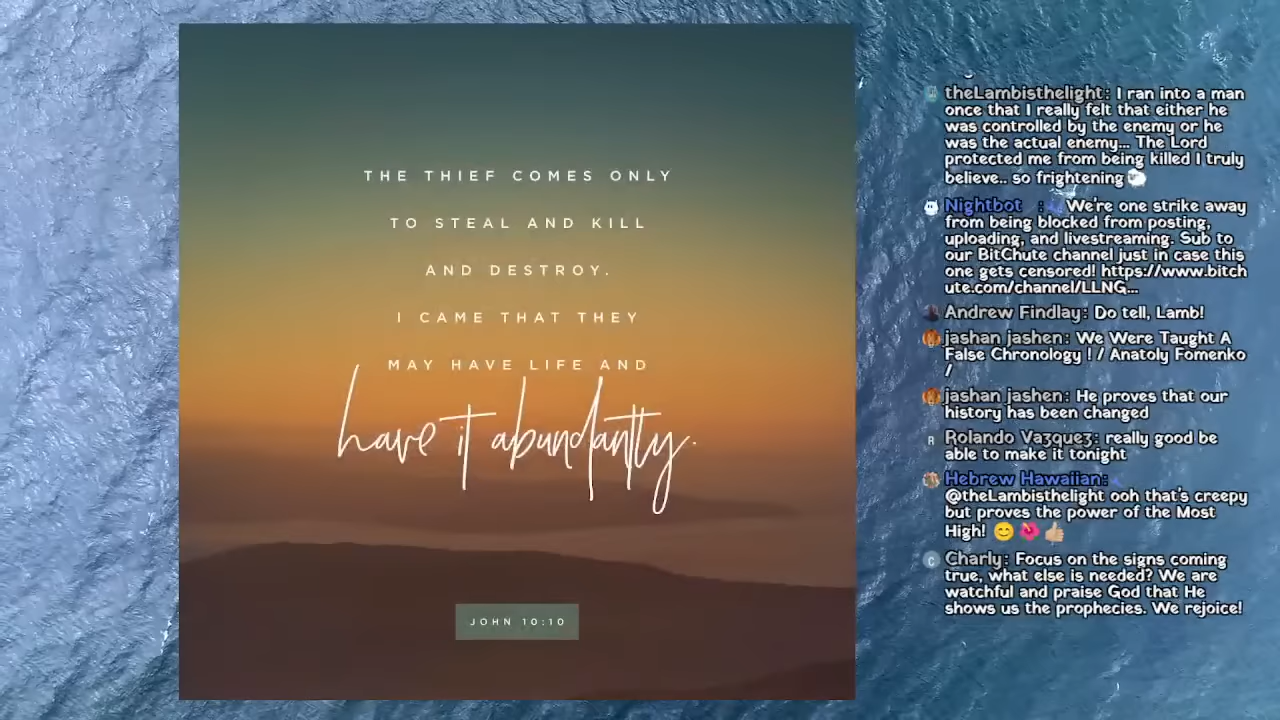 THE THIEF COMES ONLY
TO STEAL AND KILL
AND DESTROY.
I CAME THAT THEY
MAY HAVE LIFE AND
have it abundantly.
JOHN 10:10
theLambisthelight: I ran into a man
once that I really felt that either he
was controlled by the enemy or he
was the actual enemy... The Lord
protected me from being killed I truly
believe.. so frightening
Nightbot : We're one strike away
from being blocked from posting,
uploading, and livestreaming. Sub to
our BitChute channel just in case this
one gets censored! https://www.bitch
ute.com/channel/LLNG...
Andrew Findlay: Do tell, Lamb!
jashan jashen: We Were Taught A
False Chronology ! / Anatoly Fomenko
/
jashan jashen: He proves that our
history has been changed
R Rolando Vazquez: really good be
able to make it tonight
Hebrew Hawaiian:
@theLambisthelight ooh that's creepy
but proves the power of the Most
High! 😊 🌺 👍🏼
C Charly: Focus on the signs coming
true, what else is needed? We are
watchful and praise God that He
shows us the prophecies. We rejoice!